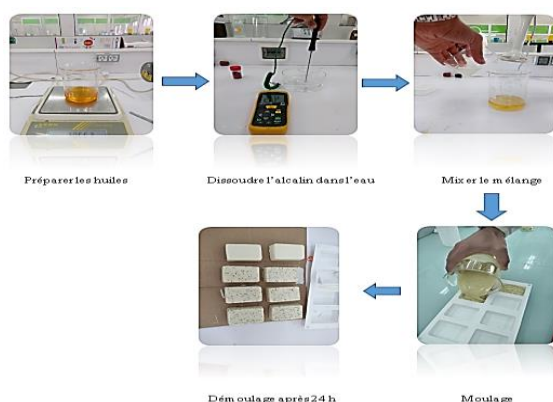 Préparer les huiles
Dissoudre l'alcalin dans l'eau
Mixer le mélange
Démoulage après 24 h
Moulage